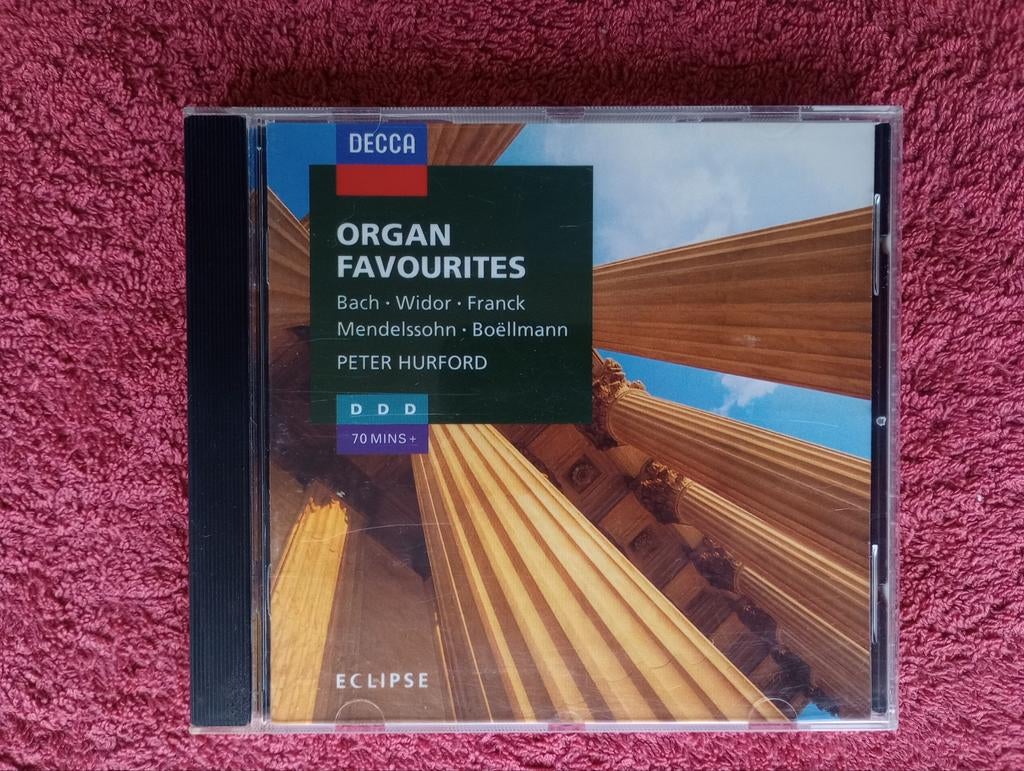 DECCA
ORGAN
FAVOURITES
Bach · Widor · Franck
Mendelssohn · Boëllmann
PETER HURFORD
D D D
70 MINS +
ECLIPSE